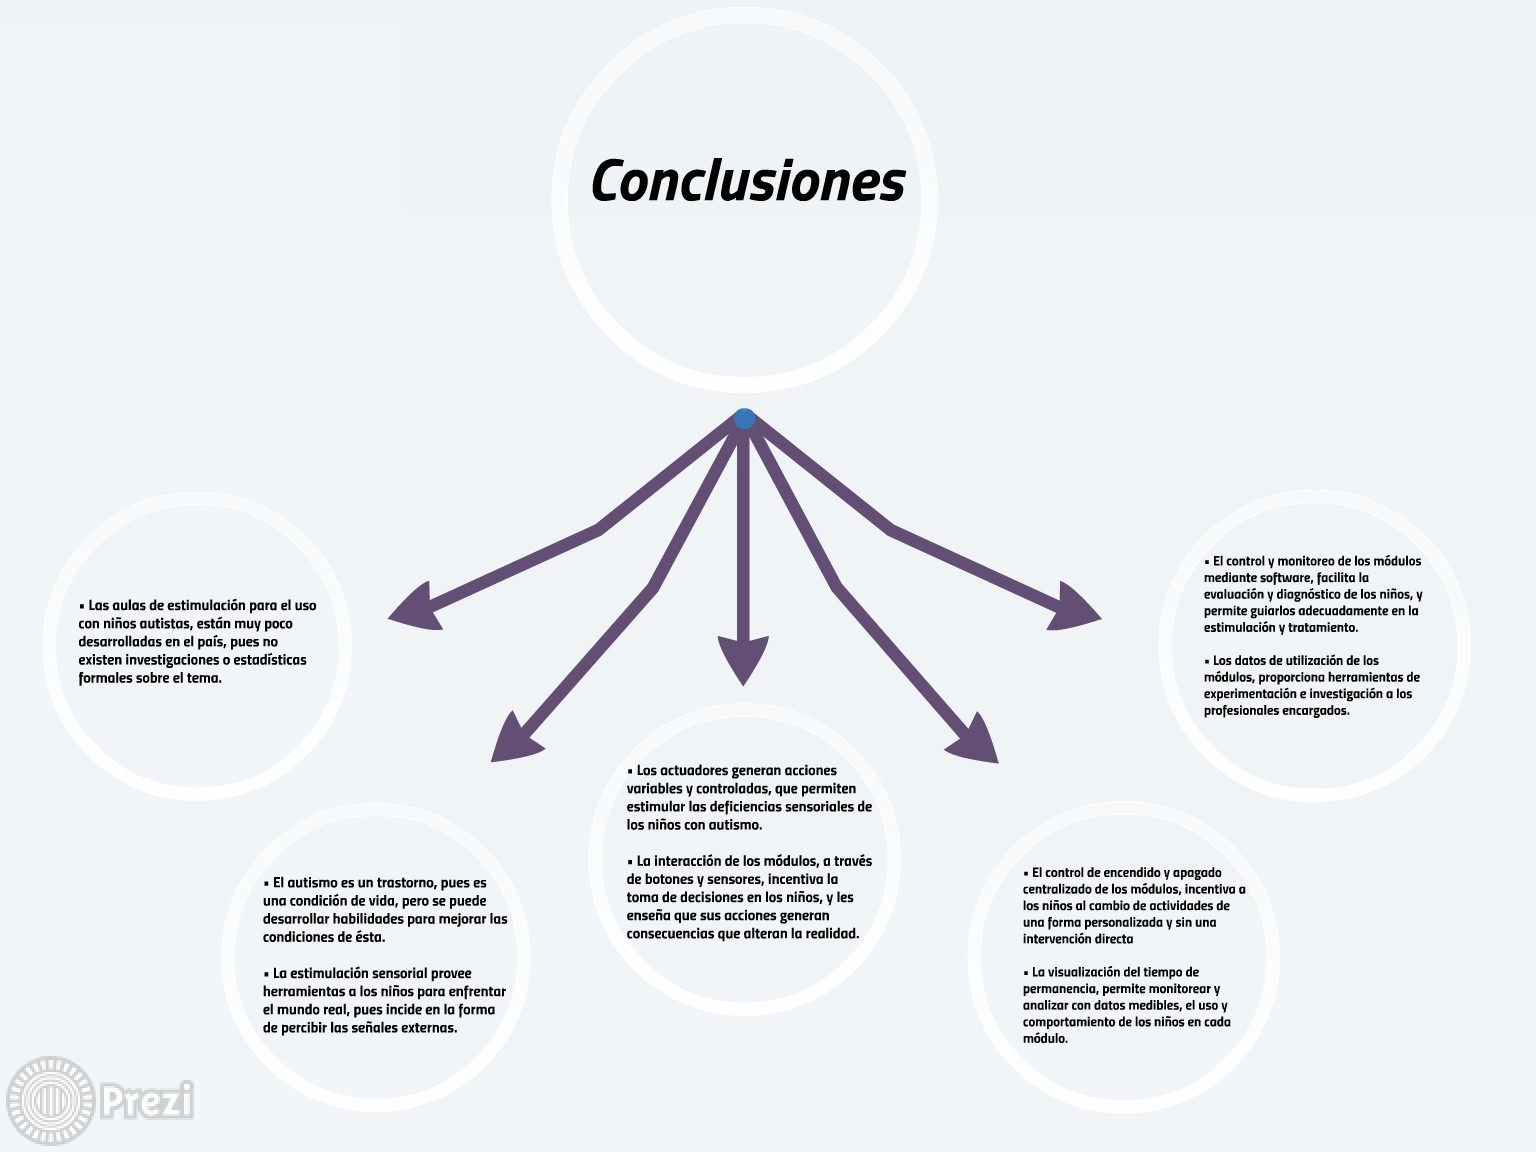 Conclusiones
▪ Las aulas de estimulación para el uso
con niños autistas, están muy poco
desarrolladas en el país, pues no
existen investigaciones o estadísticas
formales sobre el tema.
▪ El autismo es un trastorno, pues es
una condición de vida, pero se puede
desarrollar habilidades para mejorar las
condiciones de ésta.
▪ La estimulación sensorial provee
herramientas a los niños para enfrentar
el mundo real, pues incide en la forma
de percibir las señales externas.
▪ Los actuadores generan acciones
variables y controladas, que permiten
estimular las deficiencias sensoriales de
los niños con autismo.
▪ La interacción de los módulos, a través
de botones y sensores, incentiva la
toma de decisiones en los niños, y les
enseña que sus acciones generan
consecuencias que alteran la realidad.
▪ El control de encendido y apagado
centralizado de los módulos, incentiva a
los niños al cambio de actividades de
una forma personalizada y sin una
intervención directa
▪ La visualización del tiempo de
permanencia, permite monitorear y
analizar con datos medibles, el uso y
comportamiento de los niños en cada
módulo.
▪ El control y monitoreo de los módulos
mediante software, facilita la
evaluación y diagnóstico de los niños, y
permite guiarlos adecuadamente en la
estimulación y tratamiento.
▪ Los datos de utilización de los
módulos, proporciona herramientas de
experimentación e investigación a los
profesionales encargados.
Prezi